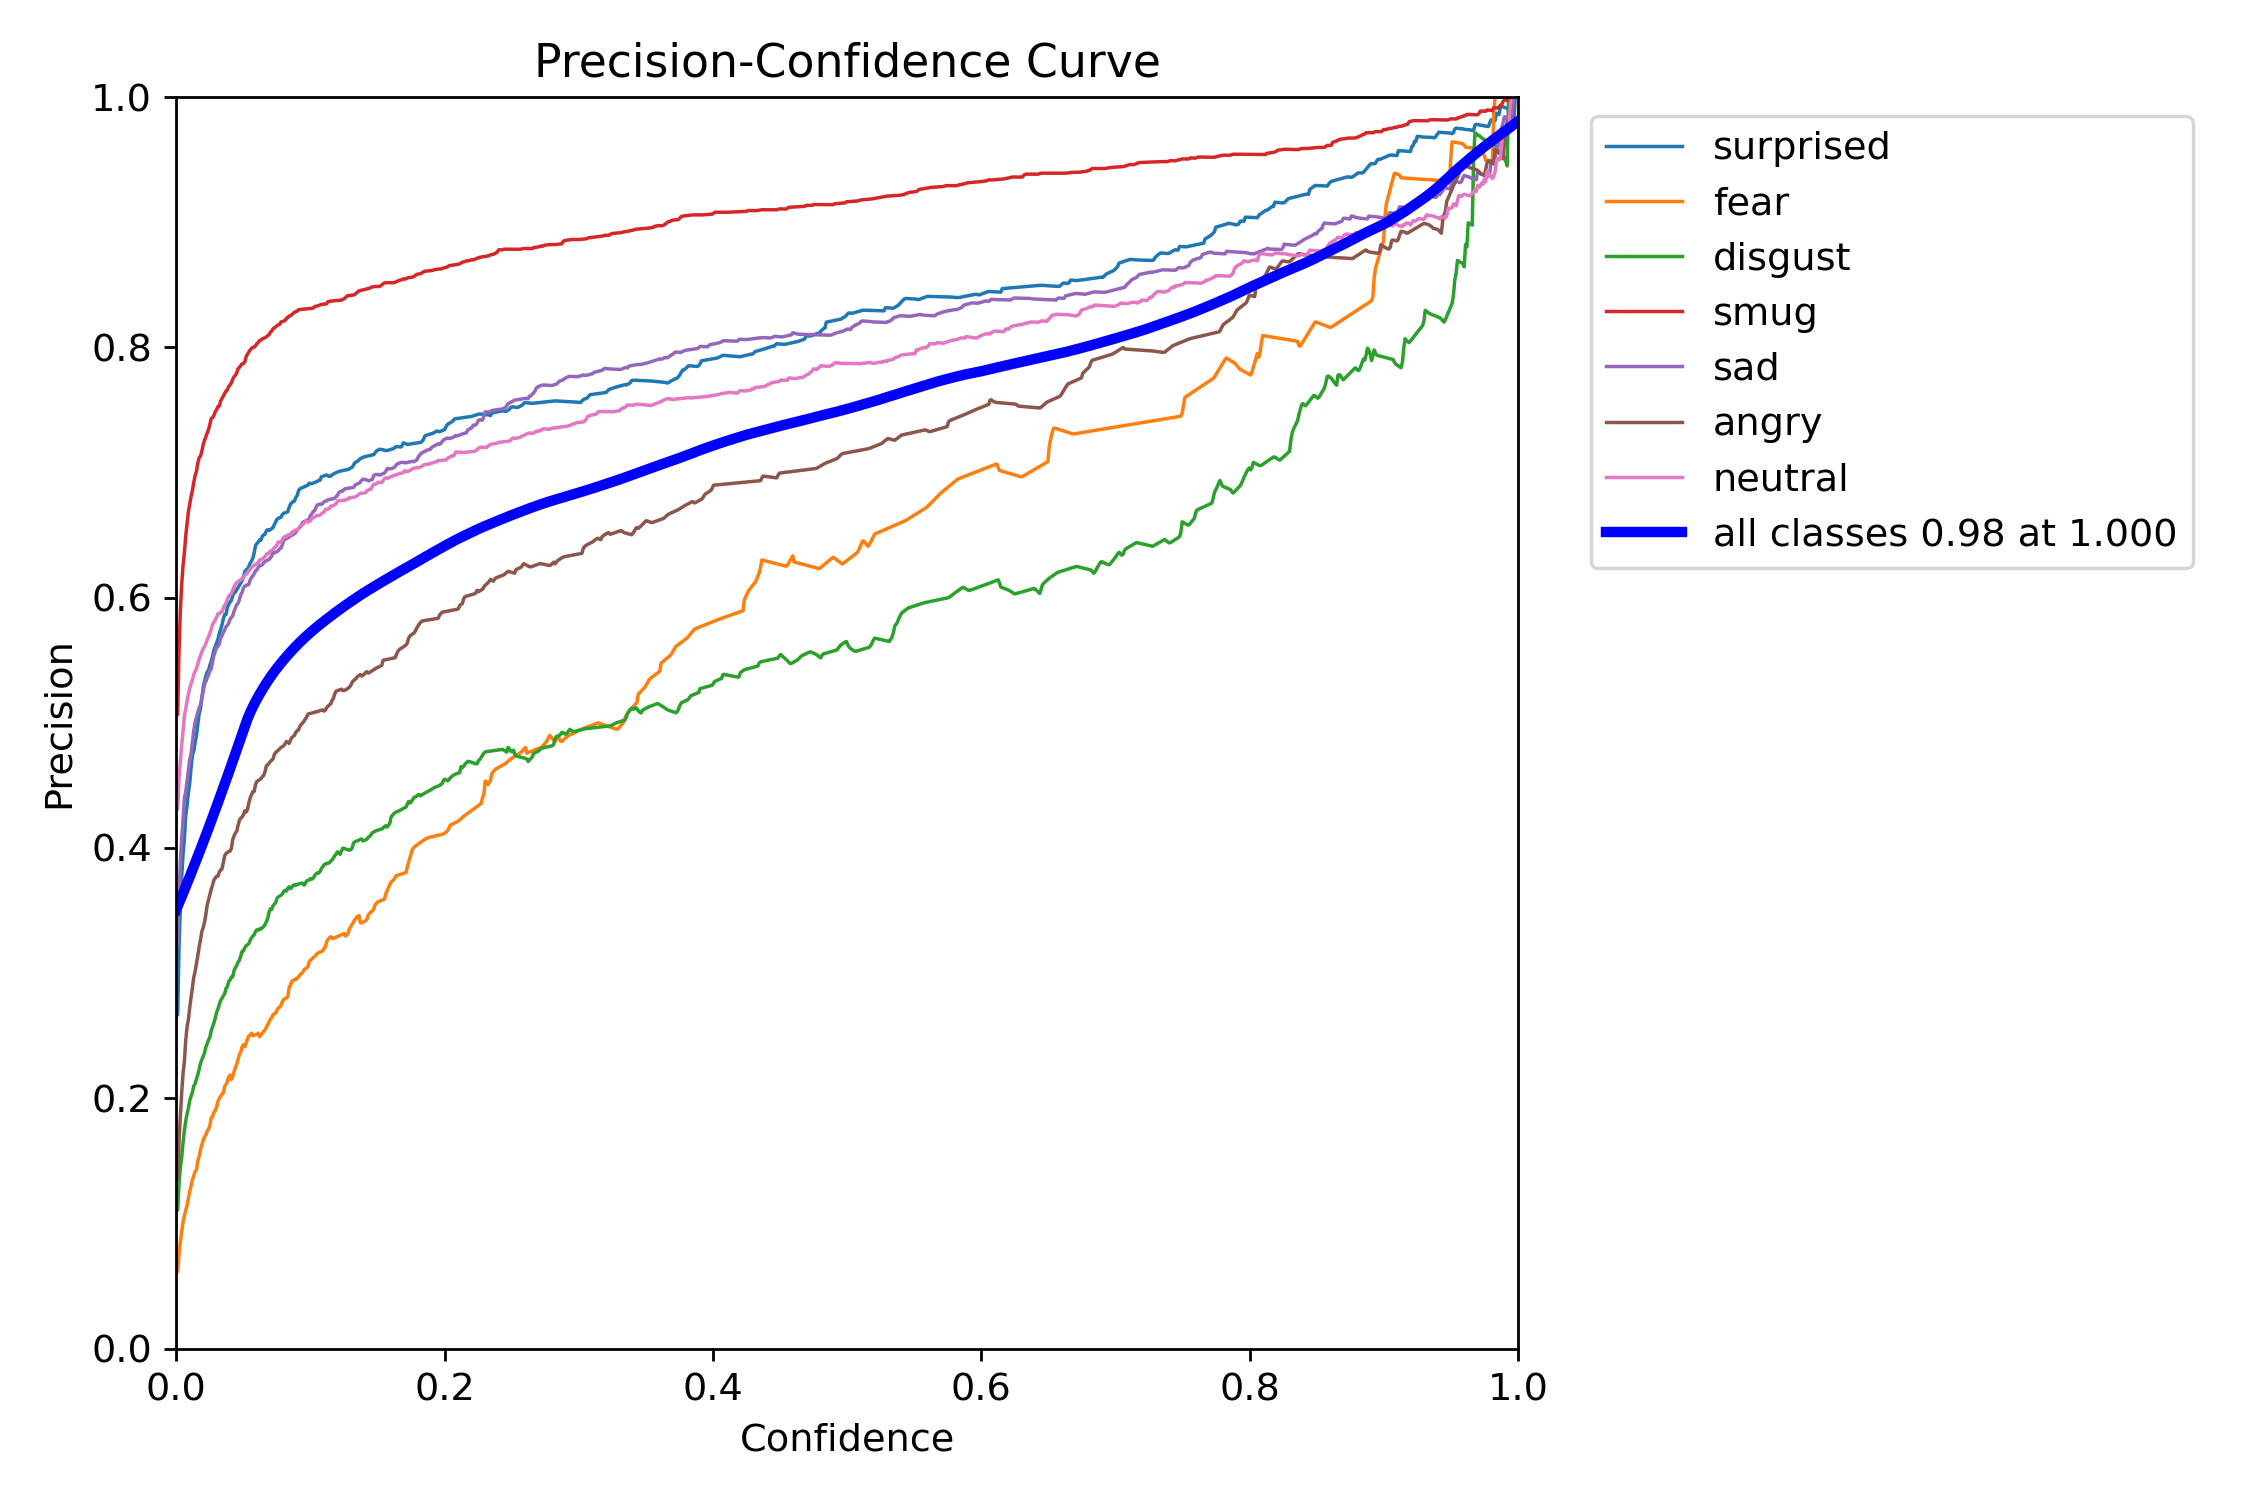 Precision-Confidence Curve
1.0
0.8
0.6
0.4
0.2
0.0
Precision
0.0 0.2 0.4 0.6 0.8 1.0
Confidence
surprised
fear
disgust
smug
sad
angry
neutral
all classes 0.98 at 1.000